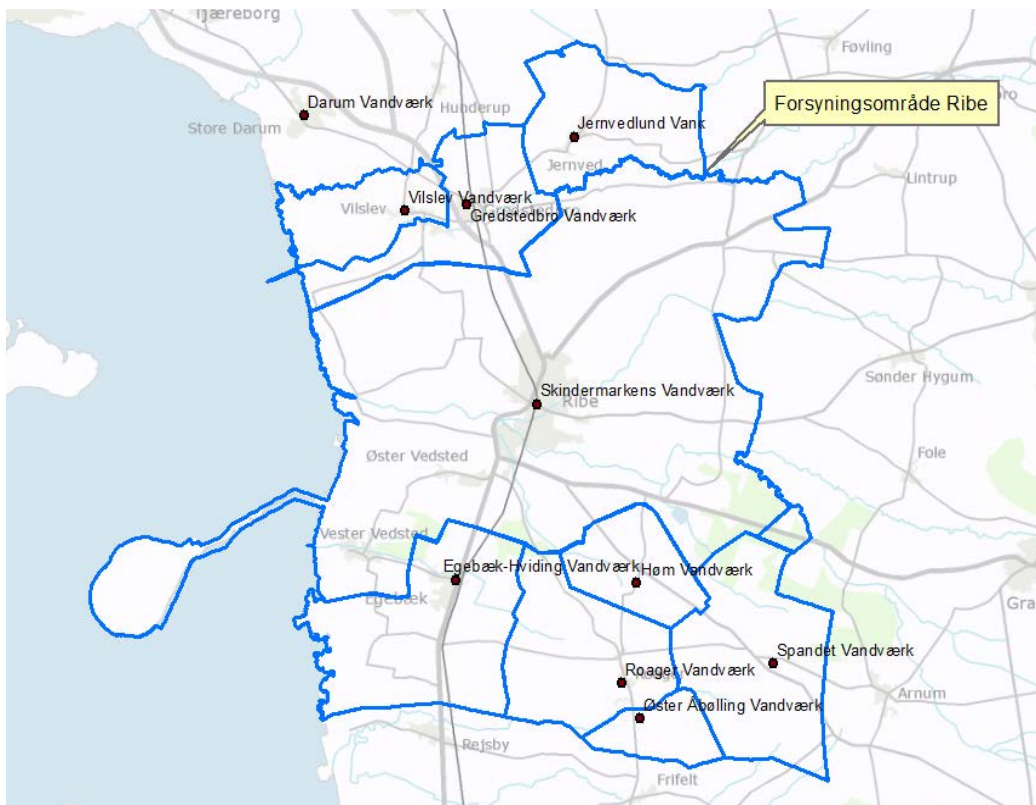 Tjæreborg
Føvling
Forsyningsområde Ribe
Darum Vandværk
Hunderup
Store Darum
Jernvedlund Vank
Jernved
Lintrup
Vilslev Vandværk
Vilslev
Gredstedbro Vandværk
Sønder Hygum
Skindermarkens Vandværk
Ribe
Øster Vedsted
Fole
Vester Vedsted
Egebæk-Hviding Vandværk
Høm Vandværk
Egebæk
Gra
Spandet Vandværk
Roager Vandværk
Arnum
Øster Åbølling Vandværk
Rejsby
Frifelt